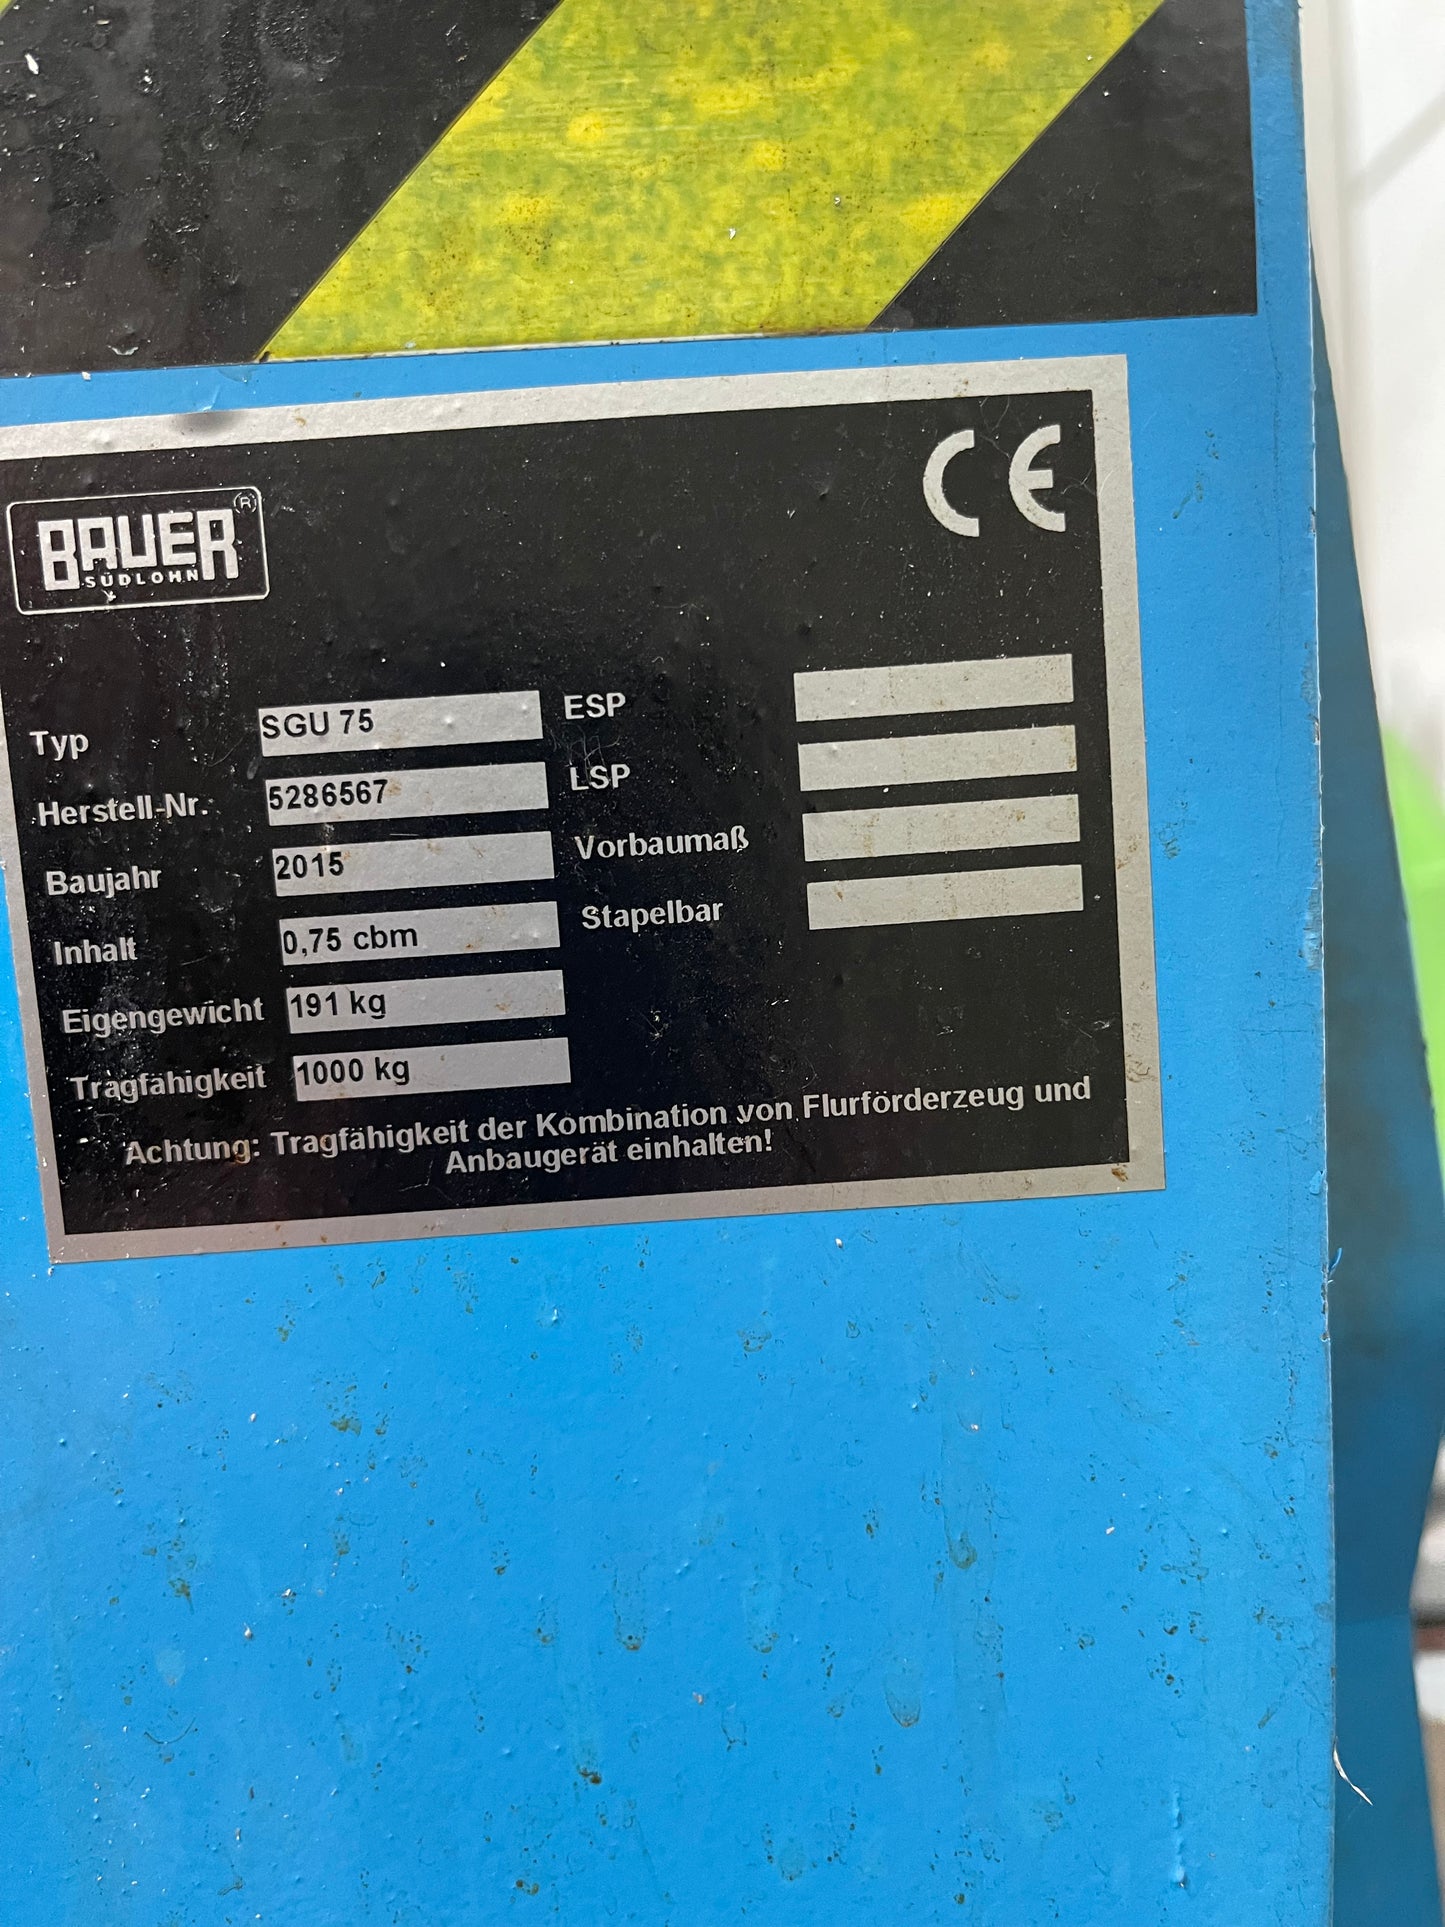 BAUER®
SÜDLOHN
CE
Typ SGU 75 ESP
Herstell-Nr. 5286567 LSP
Baujahr 2015 Vorbaumaß
Inhalt 0,75 cbm Stapelbar
Eigengewicht 191 kg
Tragfähigkeit 1000 kg
Achtung: Tragfähigkeit der Kombination von Flurförderzeug und
Anbaugerät einhalten!